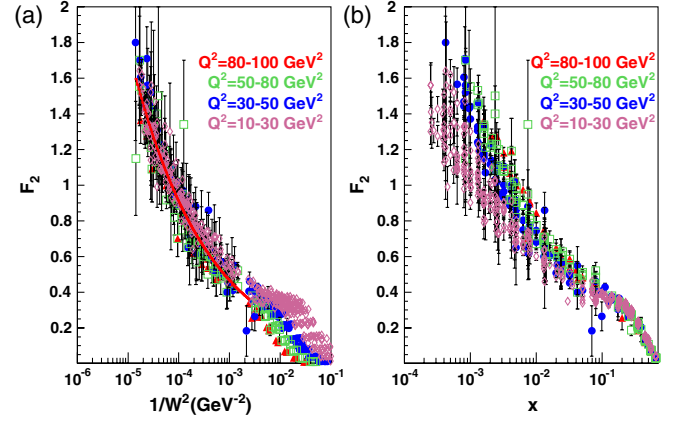 (a)
F₂
1.8
1.6
1.4
1.2
1
0.8
0.6
0.4
0.2
Q²=80-100 GeV²
Q²=50-80 GeV²
Q²=30-50 GeV²
Q²=10-30 GeV²
10⁻⁶ 10⁻⁵ 10⁻⁴ 10⁻³ 10⁻² 10⁻¹
1/W²(GeV⁻²)
(b)
F₂
1.8
1.6
1.4
1.2
1
0.8
0.6
0.4
0.2
Q²=80-100 GeV²
Q²=50-80 GeV²
Q²=30-50 GeV²
Q²=10-30 GeV²
10⁻⁴ 10⁻³ 10⁻² 10⁻¹
x